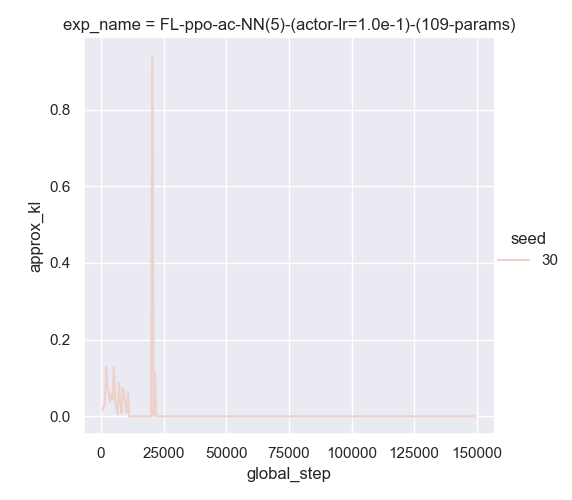 exp_name = FL-ppo-ac-NN(5)-(actor-lr=1.0e-1)-(109-params)
approx_kl
0.8
0.6
0.4
0.2
0.0
0 25000 50000 75000 100000 125000 150000
global_step
seed
30